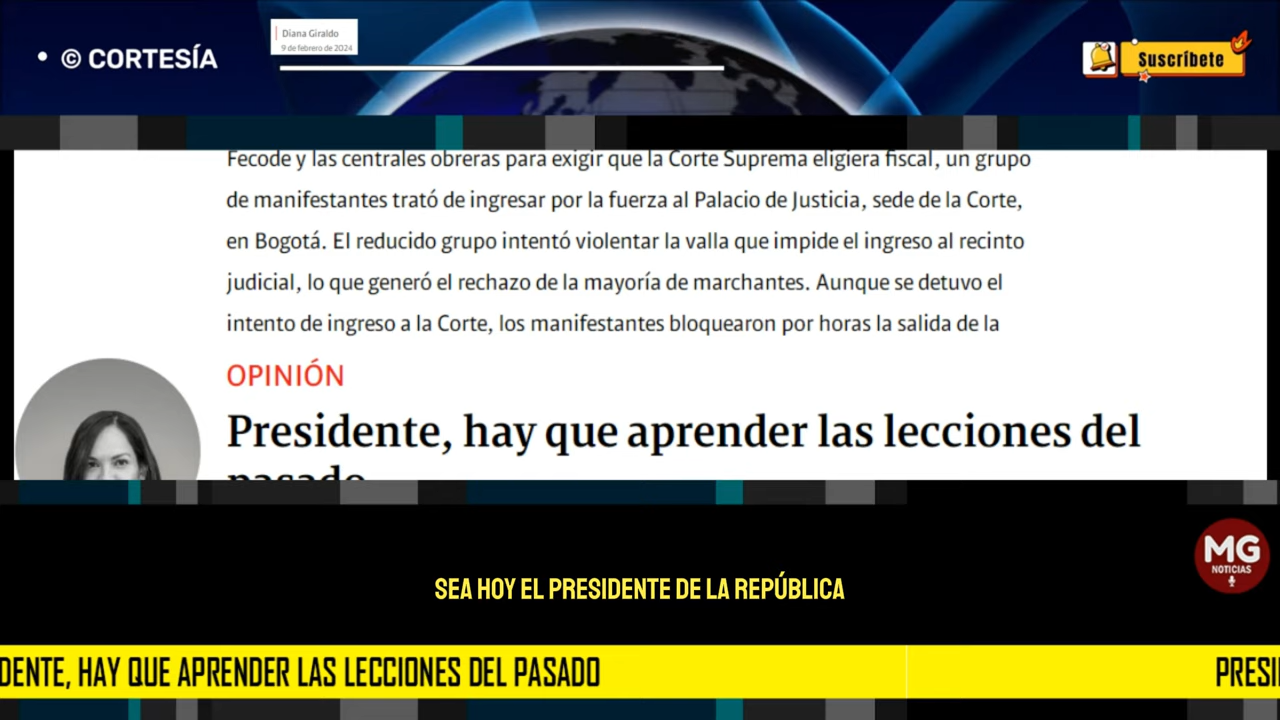 • © CORTESÍA
Diana Giraldo
9 de febrero de 2024
Suscríbete
Fecode y las centrales obreras para exigir que la Corte Suprema eligiera fiscal, un grupo
de manifestantes trató de ingresar por la fuerza al Palacio de Justicia, sede de la Corte,
en Bogotá. El reducido grupo intentó violentar la valla que impide el ingreso al recinto
judicial, lo que generó el rechazo de la mayoría de marchantes. Aunque se detuvo el
intento de ingreso a la Corte, los manifestantes bloquearon por horas la salida de la
OPINIÓN
Presidente, hay que aprender las lecciones del
pasado
MG
NOTICIAS
SEA HOY EL PRESIDENTE DE LA REPÚBLICA
DENTE, HAY QUE APRENDER LAS LECCIONES DEL PASADO
PRESI